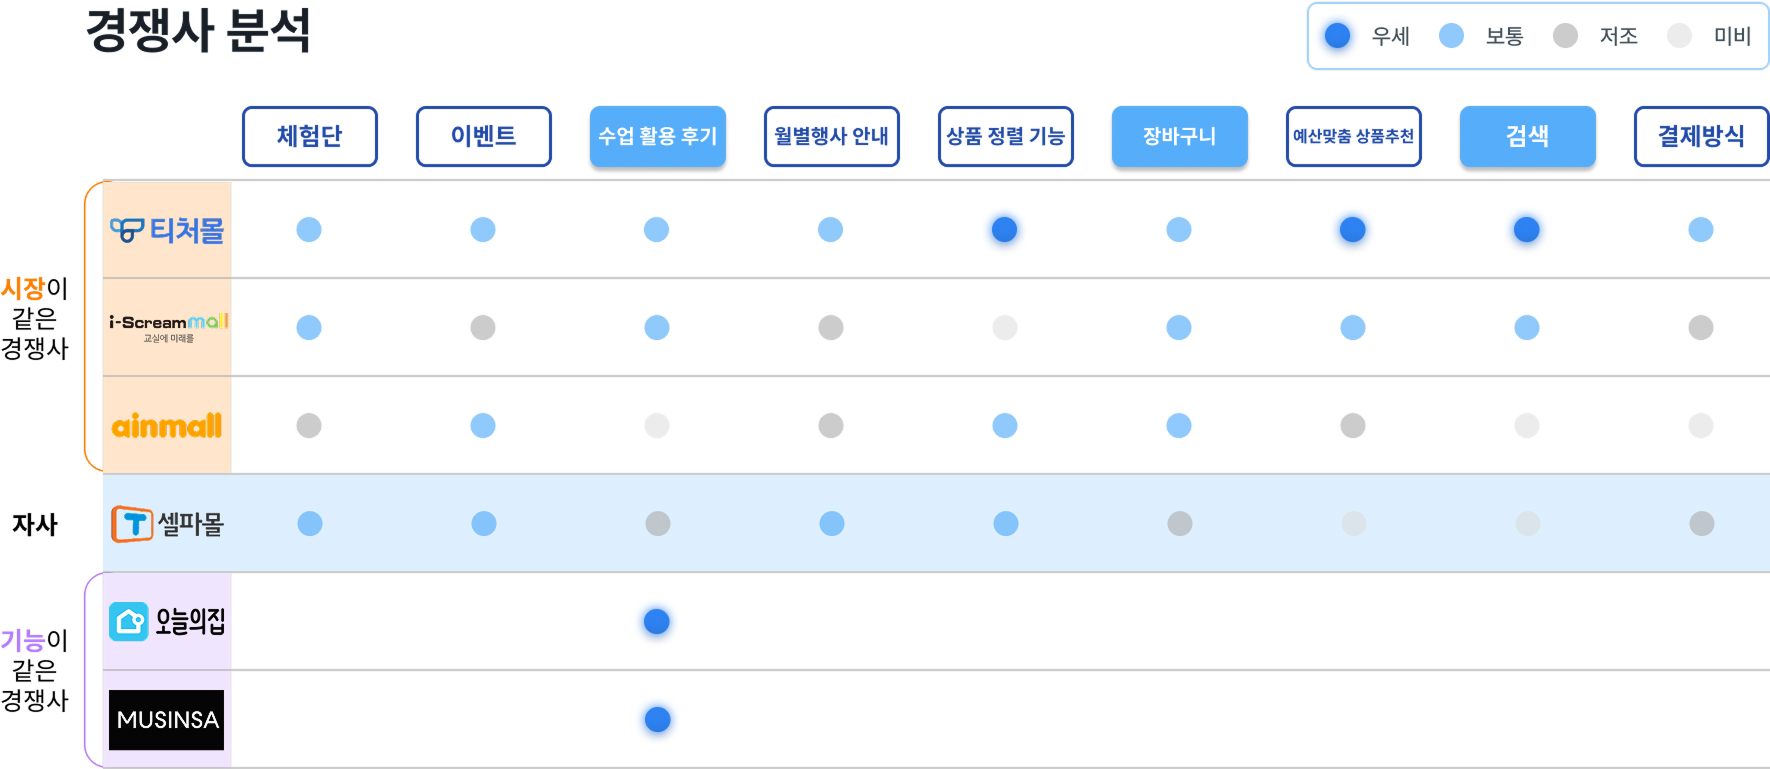 경쟁사 분석
우세 보통 저조 미비
체험단 이벤트 수업 활용 후기 월별행사 안내 상품 정렬 기능 장바구니 예산맞춤 상품추천 검색 결제방식
시장이
같은
경쟁사
티처몰
i-Screammall
교실에 미래를
ainmall
자사
T 셀파몰
기능이
같은
경쟁사
오늘의집
MUSINSA